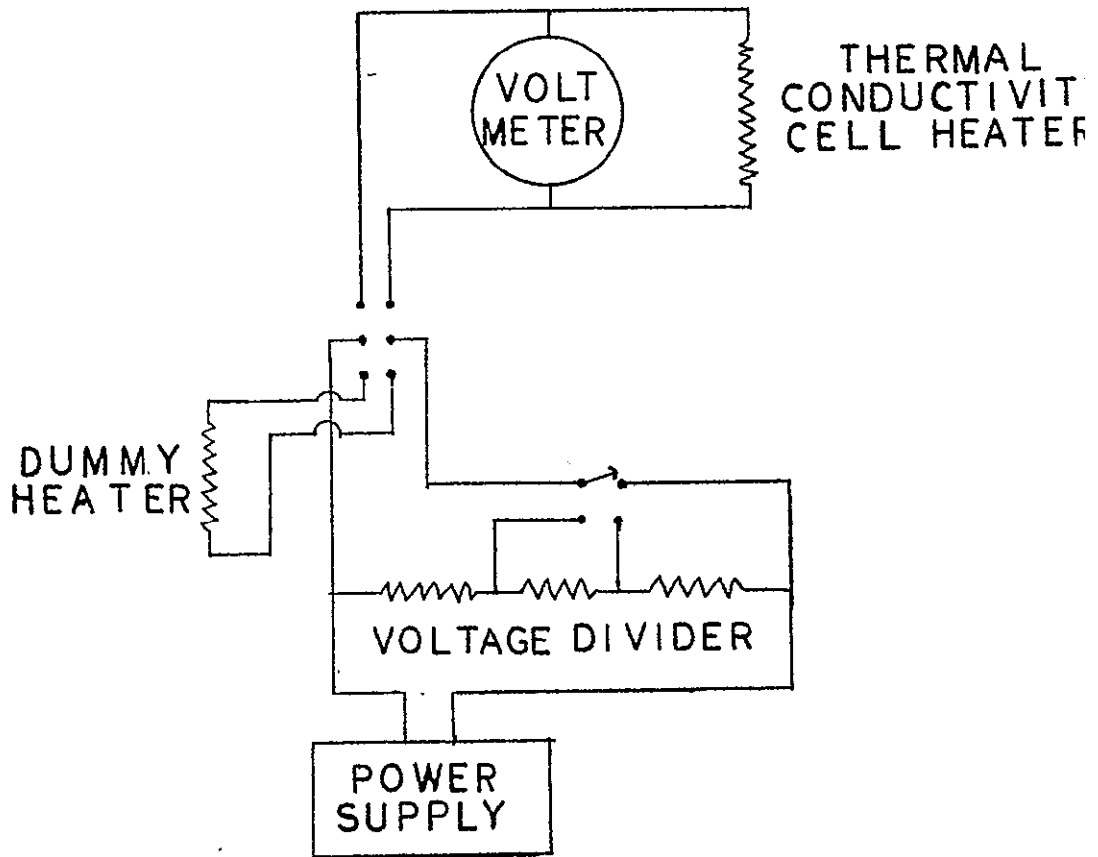 VOLT
METER
THERMAL
CONDUCTIVIT
CELL HEATER
DUMMY
HEATER
VOLTAGE DIVIDER
POWER
SUPPLY